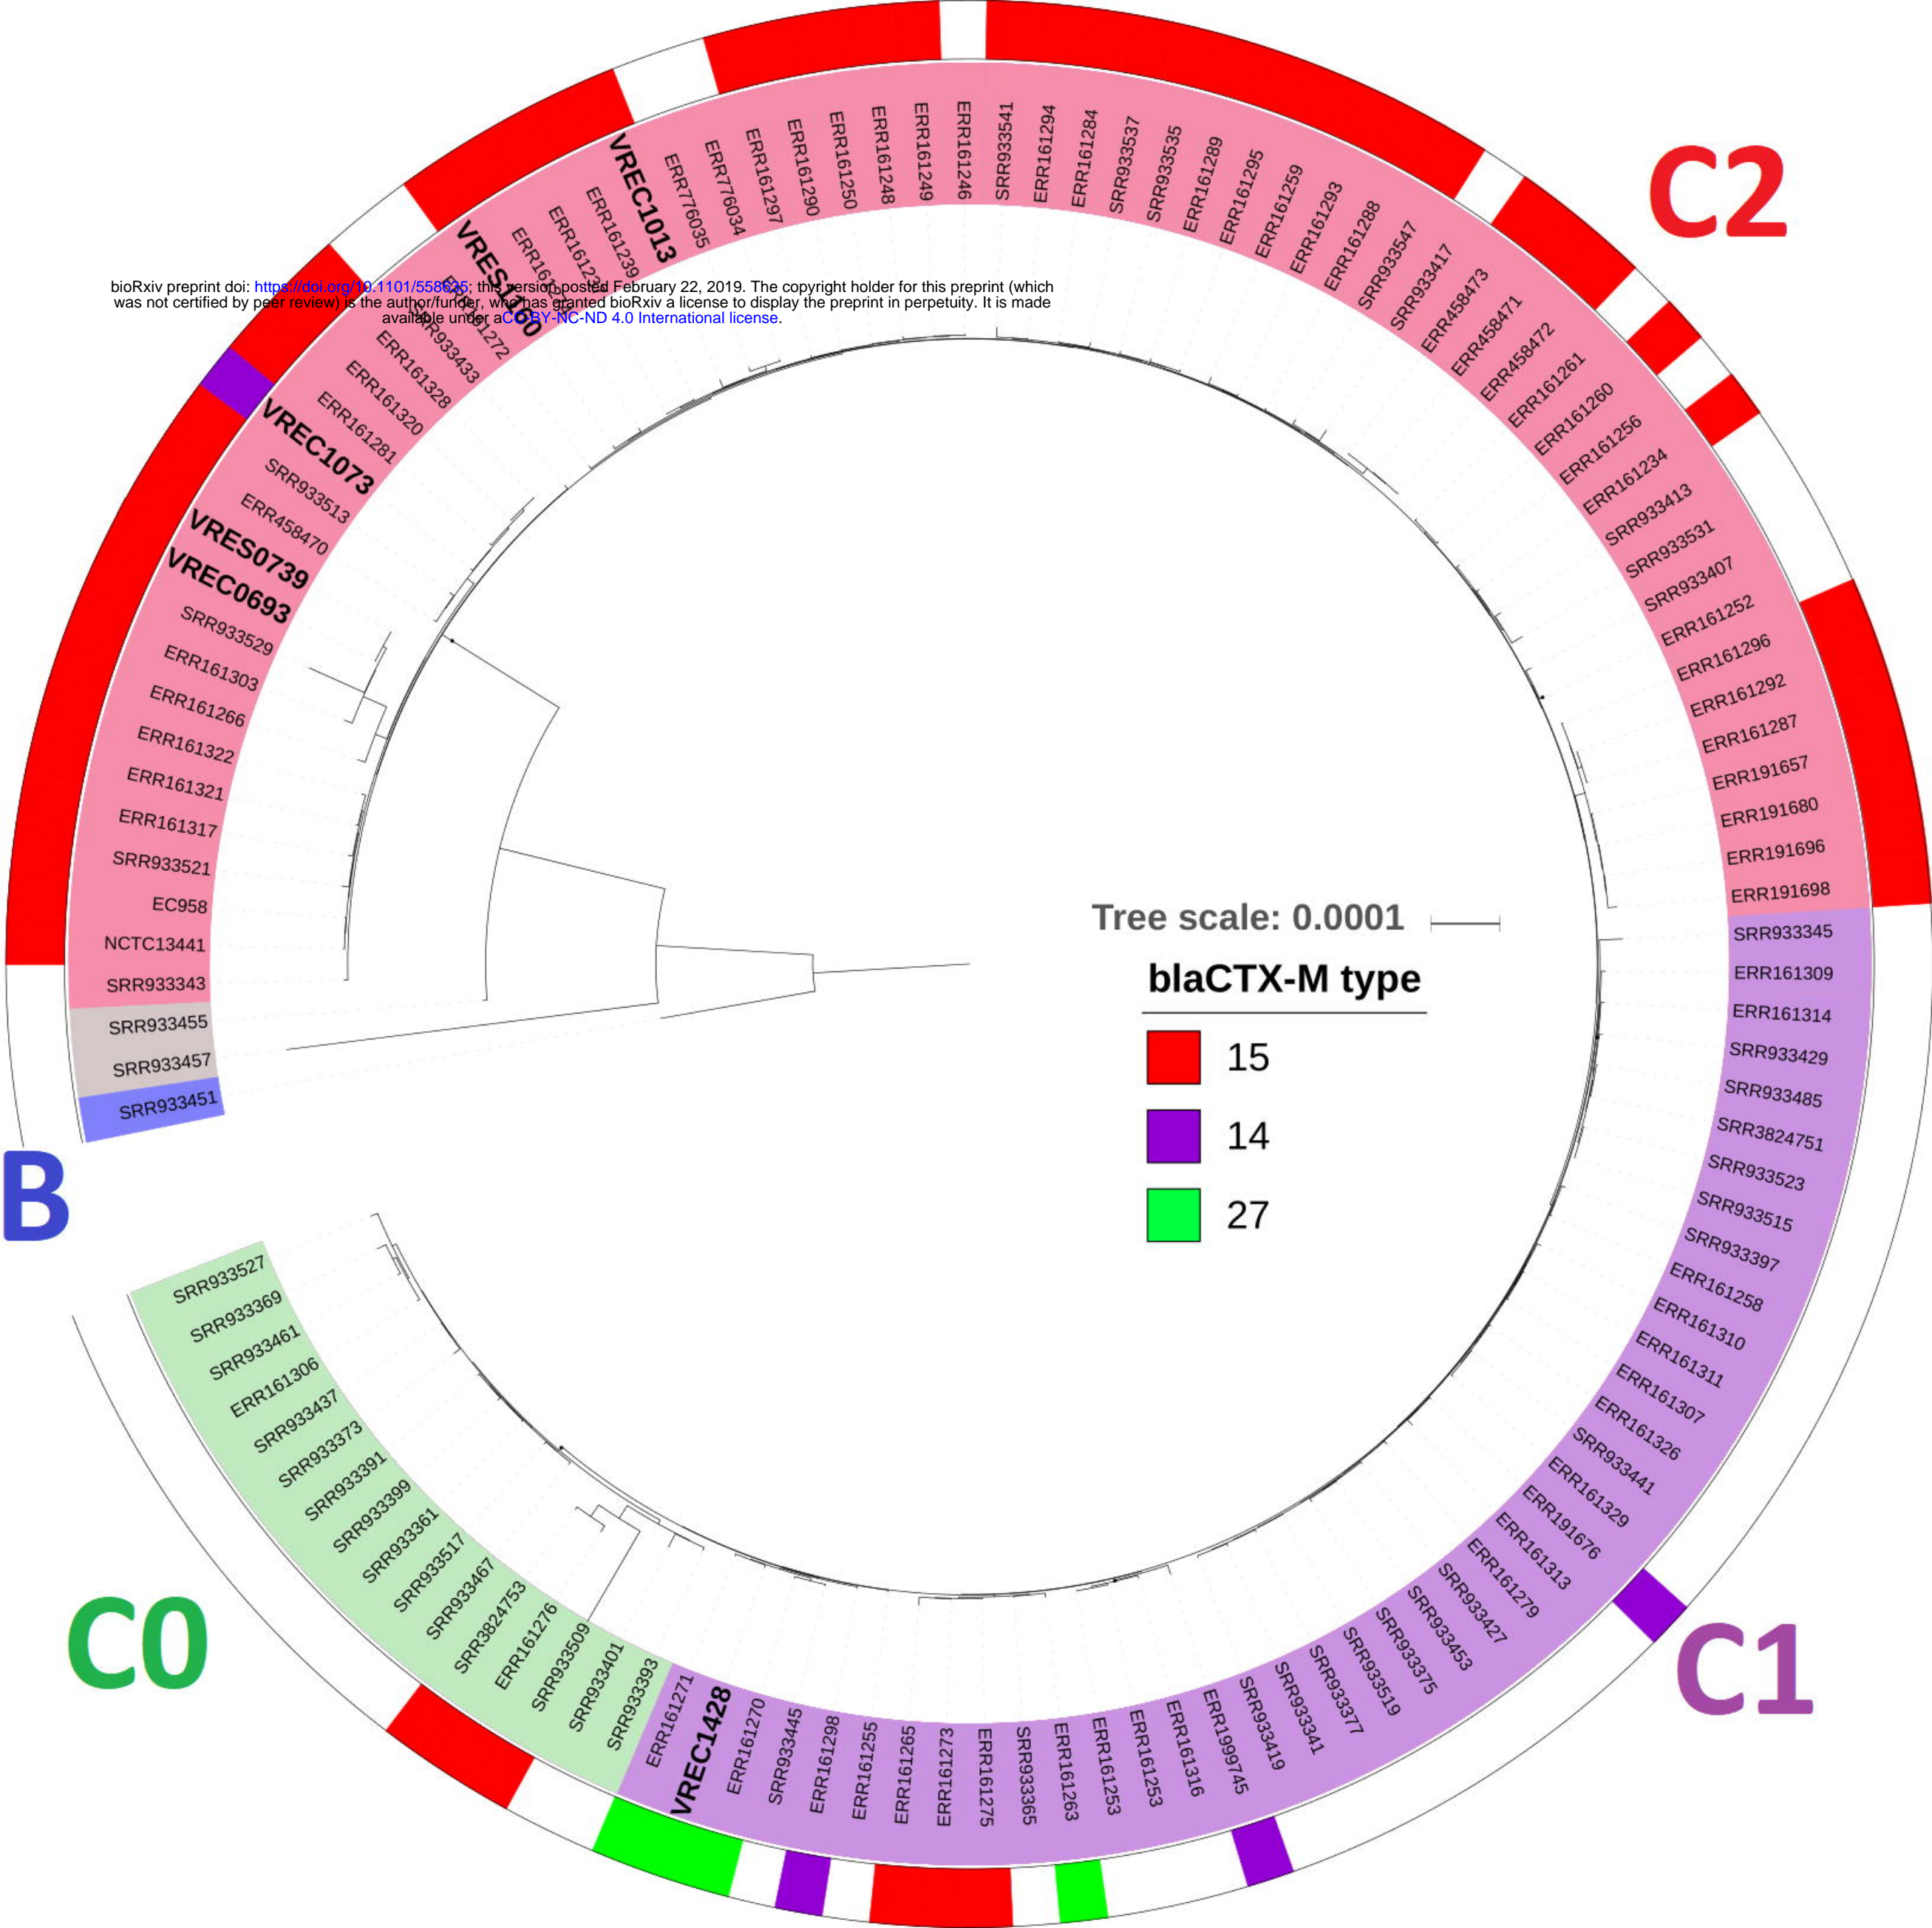 C2
bioRxiv preprint doi: https://doi.org/10.1101/558635; this version posted February 22, 2019. The copyright holder for this preprint (which
was not certified by peer review) is the author/funder, who has granted bioRxiv a license to display the preprint in perpetuity. It is made
available under aCC-BY-NC-ND 4.0 International license.
SRR933451
SRR933457
SRR933455
SRR933343
NCTC13441
EC958
SRR933521
ERR161317
ERR161321
ERR161322
ERR161266
ERR161303
SRR933529
VREC0693
VRES0739
ERR458470
SRR933513
VREC1073
ERR161281
ERR161320
ERR161328
SRR933433
VRES1160
ERR161239
VREC1013
ERR776035
ERR776034
ERR161297
ERR161290
ERR161250
ERR161248
ERR161249
ERR161246
SRR933541
ERR161294
ERR161284
SRR933537
SRR933535
ERR161289
ERR161295
ERR161259
ERR161293
ERR161288
SRR933547
SRR933417
ERR458473
ERR458471
ERR458472
ERR161261
ERR161260
ERR161256
ERR161234
SRR933413
SRR933531
SRR933407
ERR161252
ERR161296
ERR161292
ERR161287
ERR191657
ERR191680
ERR191696
ERR191698
SRR933345
ERR161309
ERR161314
SRR933429
SRR933485
SRR3824751
SRR933523
SRR933515
SRR933397
ERR161258
ERR161310
ERR161311
ERR161307
ERR161326
SRR933441
ERR161329
ERR191676
ERR161313
ERR161279
SRR933427
SRR933453
SRR933375
SRR933519
SRR933377
SRR933341
SRR933419
ERR1999745
ERR161316
ERR161253
ERR161253
ERR161263
SRR933365
ERR161275
ERR161273
ERR161265
ERR161255
ERR161298
SRR933445
ERR161270
VREC1428
ERR161271
SRR933393
SRR933401
SRR933509
ERR161276
SRR3824753
SRR933467
SRR933517
SRR933361
SRR933399
SRR933391
SRR933373
SRR933437
ERR161306
SRR933461
SRR933369
SRR933527
Tree scale: 0.0001
blaCTX-M type
15
14
27
B
C0
C1